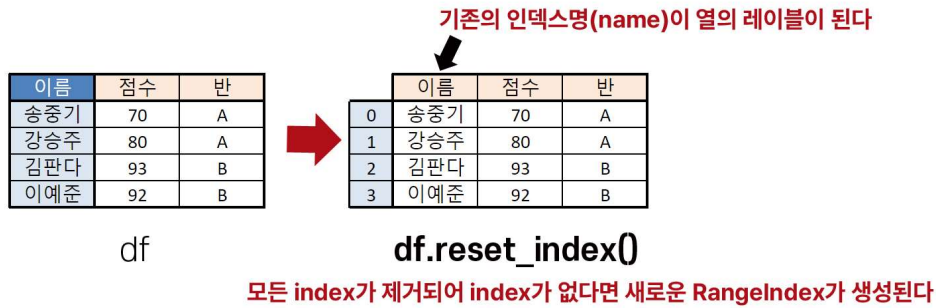 기존의 인덱스명(name)이 열의 레이블이 된다
이름 점수 반
송중기 70 A
강승주 80 A
김판다 93 B
이예준 92 B
df
이름 점수 반
0 송중기 70 A
1 강승주 80 A
2 김판다 93 B
3 이예준 92 B
df.reset_index()
모든 index가 제거되어 index가 없다면 새로운 RangeIndex가 생성된다